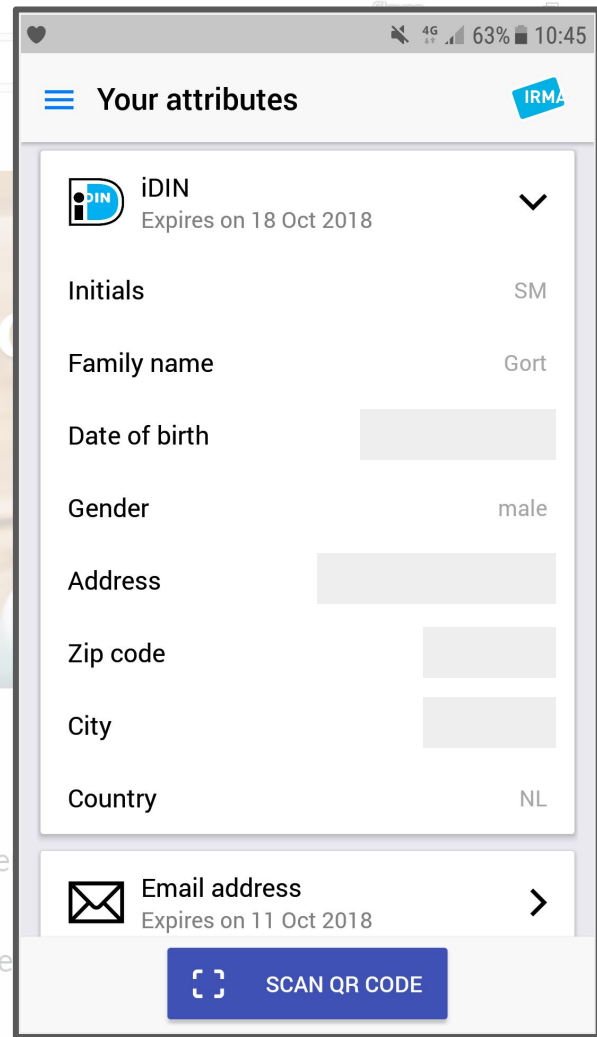 4G 63% 10:45
Your attributes IRMA
iDIN iDIN
Expires on 18 Oct 2018
Initials SM
Family name Gort
Date of birth
Gender male
Address
Zip code
City
Country NL
Email address
Expires on 11 Oct 2018
SCAN QR CODE